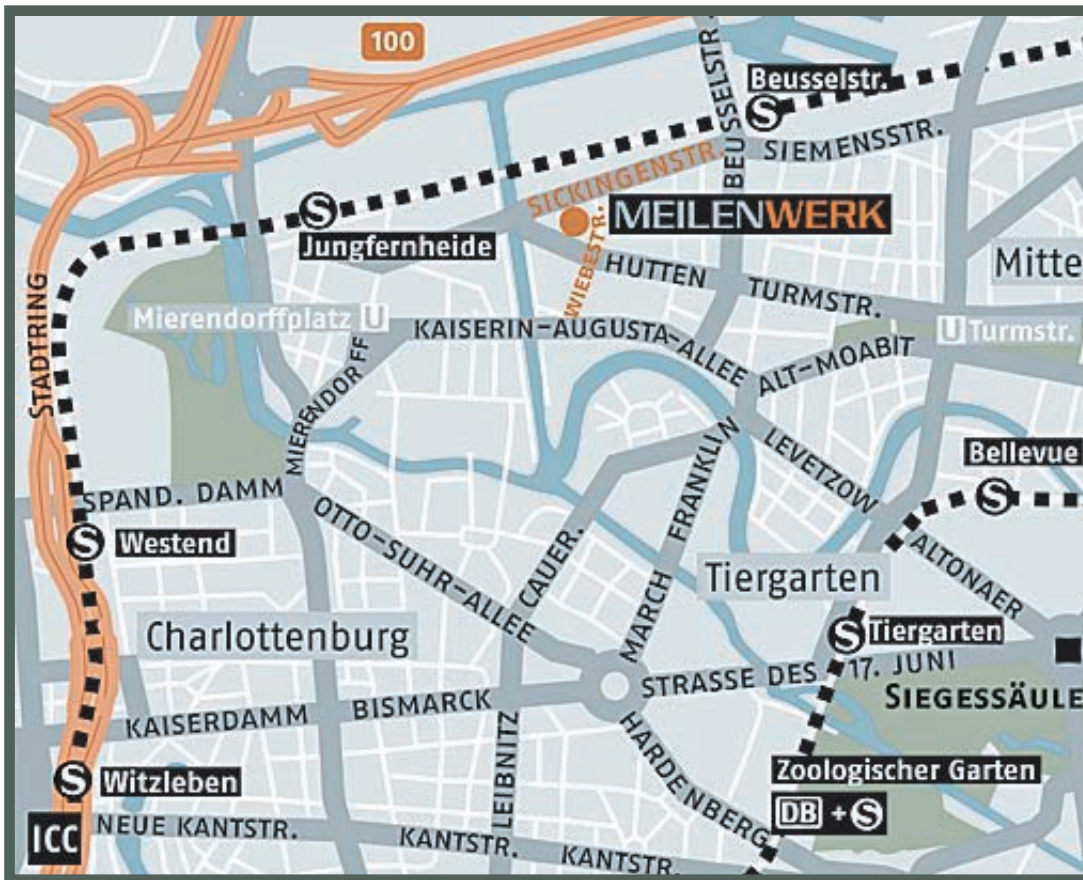 100
BEUSSELSTR.
Beusselstr.
S
SIEMENSSTR.
SICKINGENSTR.
S
Jungfernheide
MEILENWERK
WIEBESTR.
HUTTEN
TURMSTR.
Mitte
STADTRING
Mierendorffplatz U
KAISERIN-AUGUSTA-ALLEE
U Turmstr.
ALT-MOABIT
MIERENDORFF
FRANKLIN
LEVETZOW
Bellevue
S
SPAND. DAMM
S Westend
OTTO-SUHR-ALLEE
CAUER.
MARCH
Tiergarten
ALTONAER
Charlottenburg
S Tiergarten
STRASSE DES 17. JUNI
SIEGESSÄULE
KAISERDAMM
BISMARCK
LEIBNITZ
HARDENBERG
S Witzleben
Zoologischer Garten
DB + S
ICC
NEUE KANTSTR.
KANTSTR.
KANTSTR.